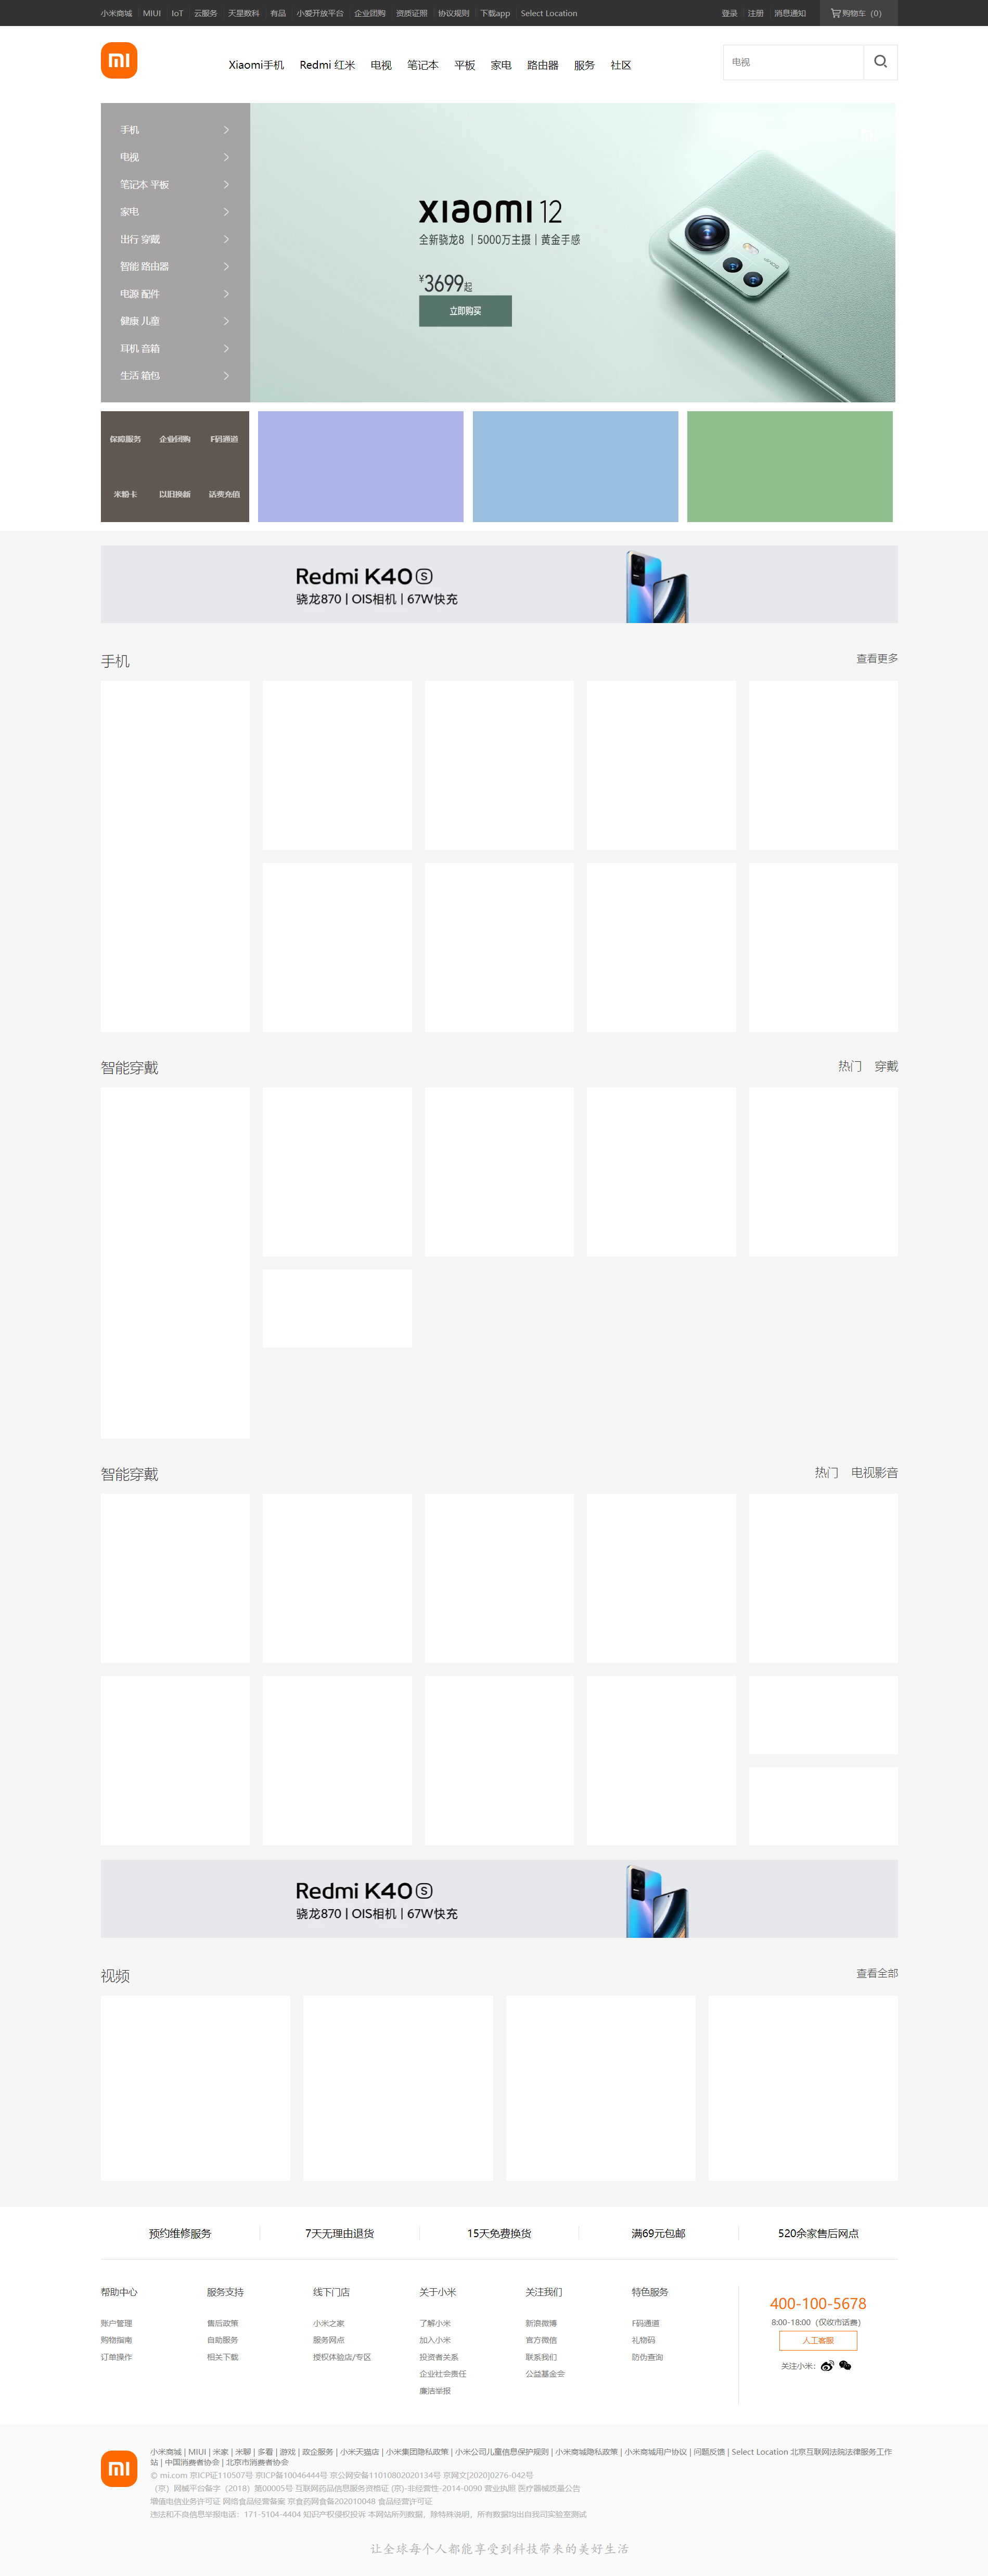 小米商城 MIUI IoT 云服务 天星数科 有品 小爱开放平台 企业团购 资质证照 协议规则 下载app Select Location 登录 注册 消息通知 购物车（0）
Xiaomi手机 Redmi 红米 电视 笔记本 平板 家电 路由器 服务 社区 电视
手机
电视
笔记本 平板
家电
出行 穿戴
智能 路由器
电源 配件
健康 儿童
耳机 音箱
生活 箱包
xiaomi 12
全新骁龙8 | 5000万主摄 | 黄金手感
¥3699起
立即购买
保障服务 企业团购 F码通道
米粉卡 以旧换新 话费充值
Redmi K40S
骁龙870 | OIS相机 | 67W快充
手机 查看更多
智能穿戴 热门 穿戴
智能穿戴 热门 电视影音
Redmi K40S
骁龙870 | OIS相机 | 67W快充
视频 查看全部
预约维修服务 7天无理由退货 15天免费换货 满69元包邮 520余家售后网点
帮助中心 服务支持 线下门店 关于小米 关注我们 特色服务
账户管理 售后政策 小米之家 了解小米 新浪微博 F码通道
购物指南 自助服务 服务网点 加入小米 官方微信 礼物码
订单操作 相关下载 授权体验店/专区 投资者关系 联系我们 防伪查询
企业社会责任 公益基金会
廉洁举报
400-100-5678
8:00-18:00（仅收市话费）
人工客服
关注小米：
小米商城 | MIUI | 米家 | 米聊 | 多看 | 游戏 | 政企服务 | 小米天猫店 | 小米集团隐私政策 | 小米公司儿童信息保护规则 | 小米商城隐私政策 | 小米商城用户协议 | 问题反馈 | Select Location 北京互联网法院法律服务工作
站 | 中国消费者协会 | 北京市消费者协会
© mi.com 京ICP证110507号 京ICP备10046444号 京公网安备11010802020134号 京网文[2020]0276-042号
（京）网械平台备字（2018）第00005号 互联网药品信息服务资格证 (京)-非经营性-2014-0090 营业执照 医疗器械质量公告
增值电信业务许可证 网络食品经营备案 京食药网食备202010048 食品经营许可证
违法和不良信息举报电话：171-5104-4404 知识产权侵权投诉 本网站所列数据，除特殊说明，所有数据均出自我司实验室测试
让全球每个人都能享受到科技带来的美好生活